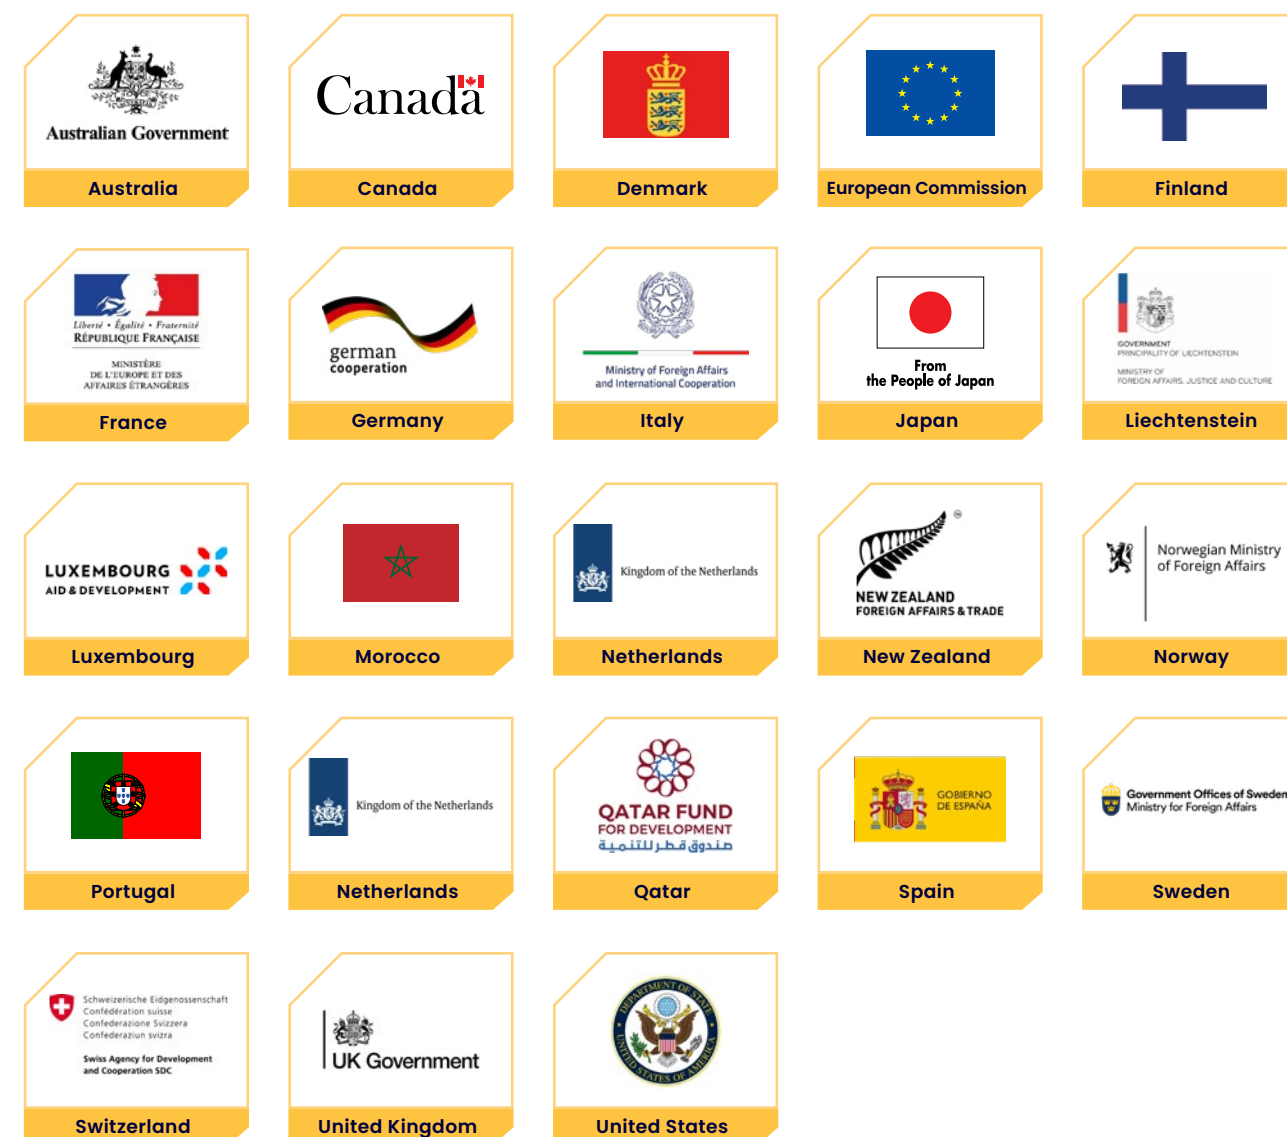 Australian Government
Australia
Canada
Canada
Denmark
European Commission
Finland
Liberté • Égalité • Fraternité
RÉPUBLIQUE FRANÇAISE
MINISTÈRE
DE L'EUROPE ET DES
AFFAIRES ÉTRANGÈRES
France
german
cooperation
Germany
Ministry of Foreign Affairs
and International Cooperation
Italy
From
the People of Japan
Japan
GOVERNMENT
PRINCIPALITY OF LIECHTENSTEIN
MINISTRY OF
FOREIGN AFFAIRS, JUSTICE AND CULTURE
Liechtenstein
LUXEMBOURG
AID & DEVELOPMENT
Luxembourg
Morocco
Kingdom of the Netherlands
Netherlands
NEW ZEALAND
FOREIGN AFFAIRS & TRADE
New Zealand
Norwegian Ministry
of Foreign Affairs
Norway
Portugal
Kingdom of the Netherlands
Netherlands
QATAR FUND
FOR DEVELOPMENT
صندوق قطر للتنمية
Qatar
GOBIERNO
DE ESPAÑA
Spain
Government Offices of Sweden
Ministry for Foreign Affairs
Sweden
Schweizerische Eidgenossenschaft
Confédération suisse
Confederazione Svizzera
Confederaziun svizra
Swiss Agency for Development
and Cooperation SDC
Switzerland
UK Government
United Kingdom
DEPARTMENT OF STATE
UNITED STATES OF AMERICA
United States